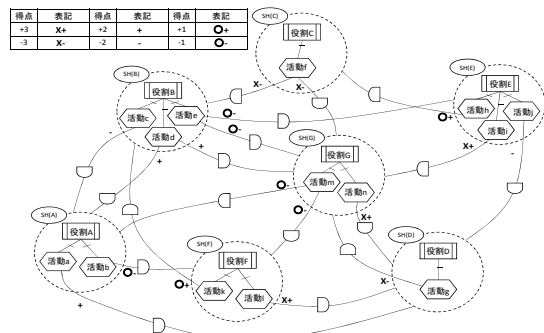 得点 表記 得点 表記 得点 表記
+3 X+ +2 + +1 O+
-3 X- -2 - -1 O-
SH(C)
役割C
活動f
X-
X-
SH(B)
役割B
活動c
活動e
活動d
O-
O-
-
+
+
SH(E)
役割E
活動h
活動j
活動i
O+
X+
-
SH(G)
役割G
活動m
活動n
O-
O-
X+
SH(A)
役割A
活動a
活動b
O-
+
SH(F)
役割F
活動k
活動l
O+
X+
SH(D)
役割D
活動g
X-